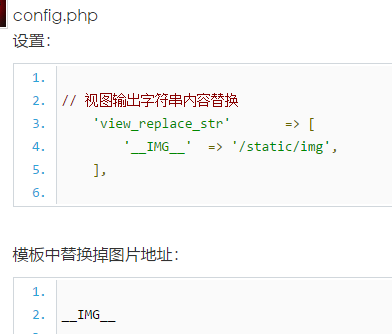 config.php
设置：
1.
2. // 视图输出字符串内容替换
3. 'view_replace_str' => [
4. '__IMG__' => '/static/img',
5. ],
6.
模板中替换掉图片地址：
1.
2. __IMG__